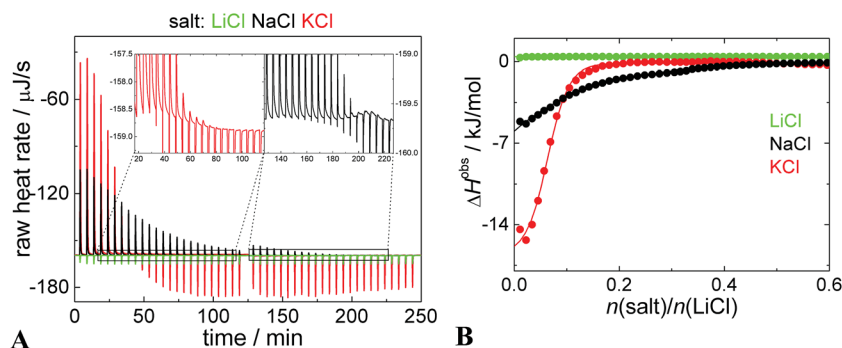 salt: LiCl NaCl KCl
raw heat rate / μJ/s
-60
-120
-150
-180
-157.5
-158.0
-158.5
-159.0
20 40 60 80 100
-159.0
-159.6
-160.0
140 160 180 200 220
0 50 100 150 200 250
time / min
A
ΔH^obs / kJ/mol
0
-7
-14
LiCl
NaCl
KCl
0.0 0.2 0.4 0.6
n(salt)/n(LiCl)
B